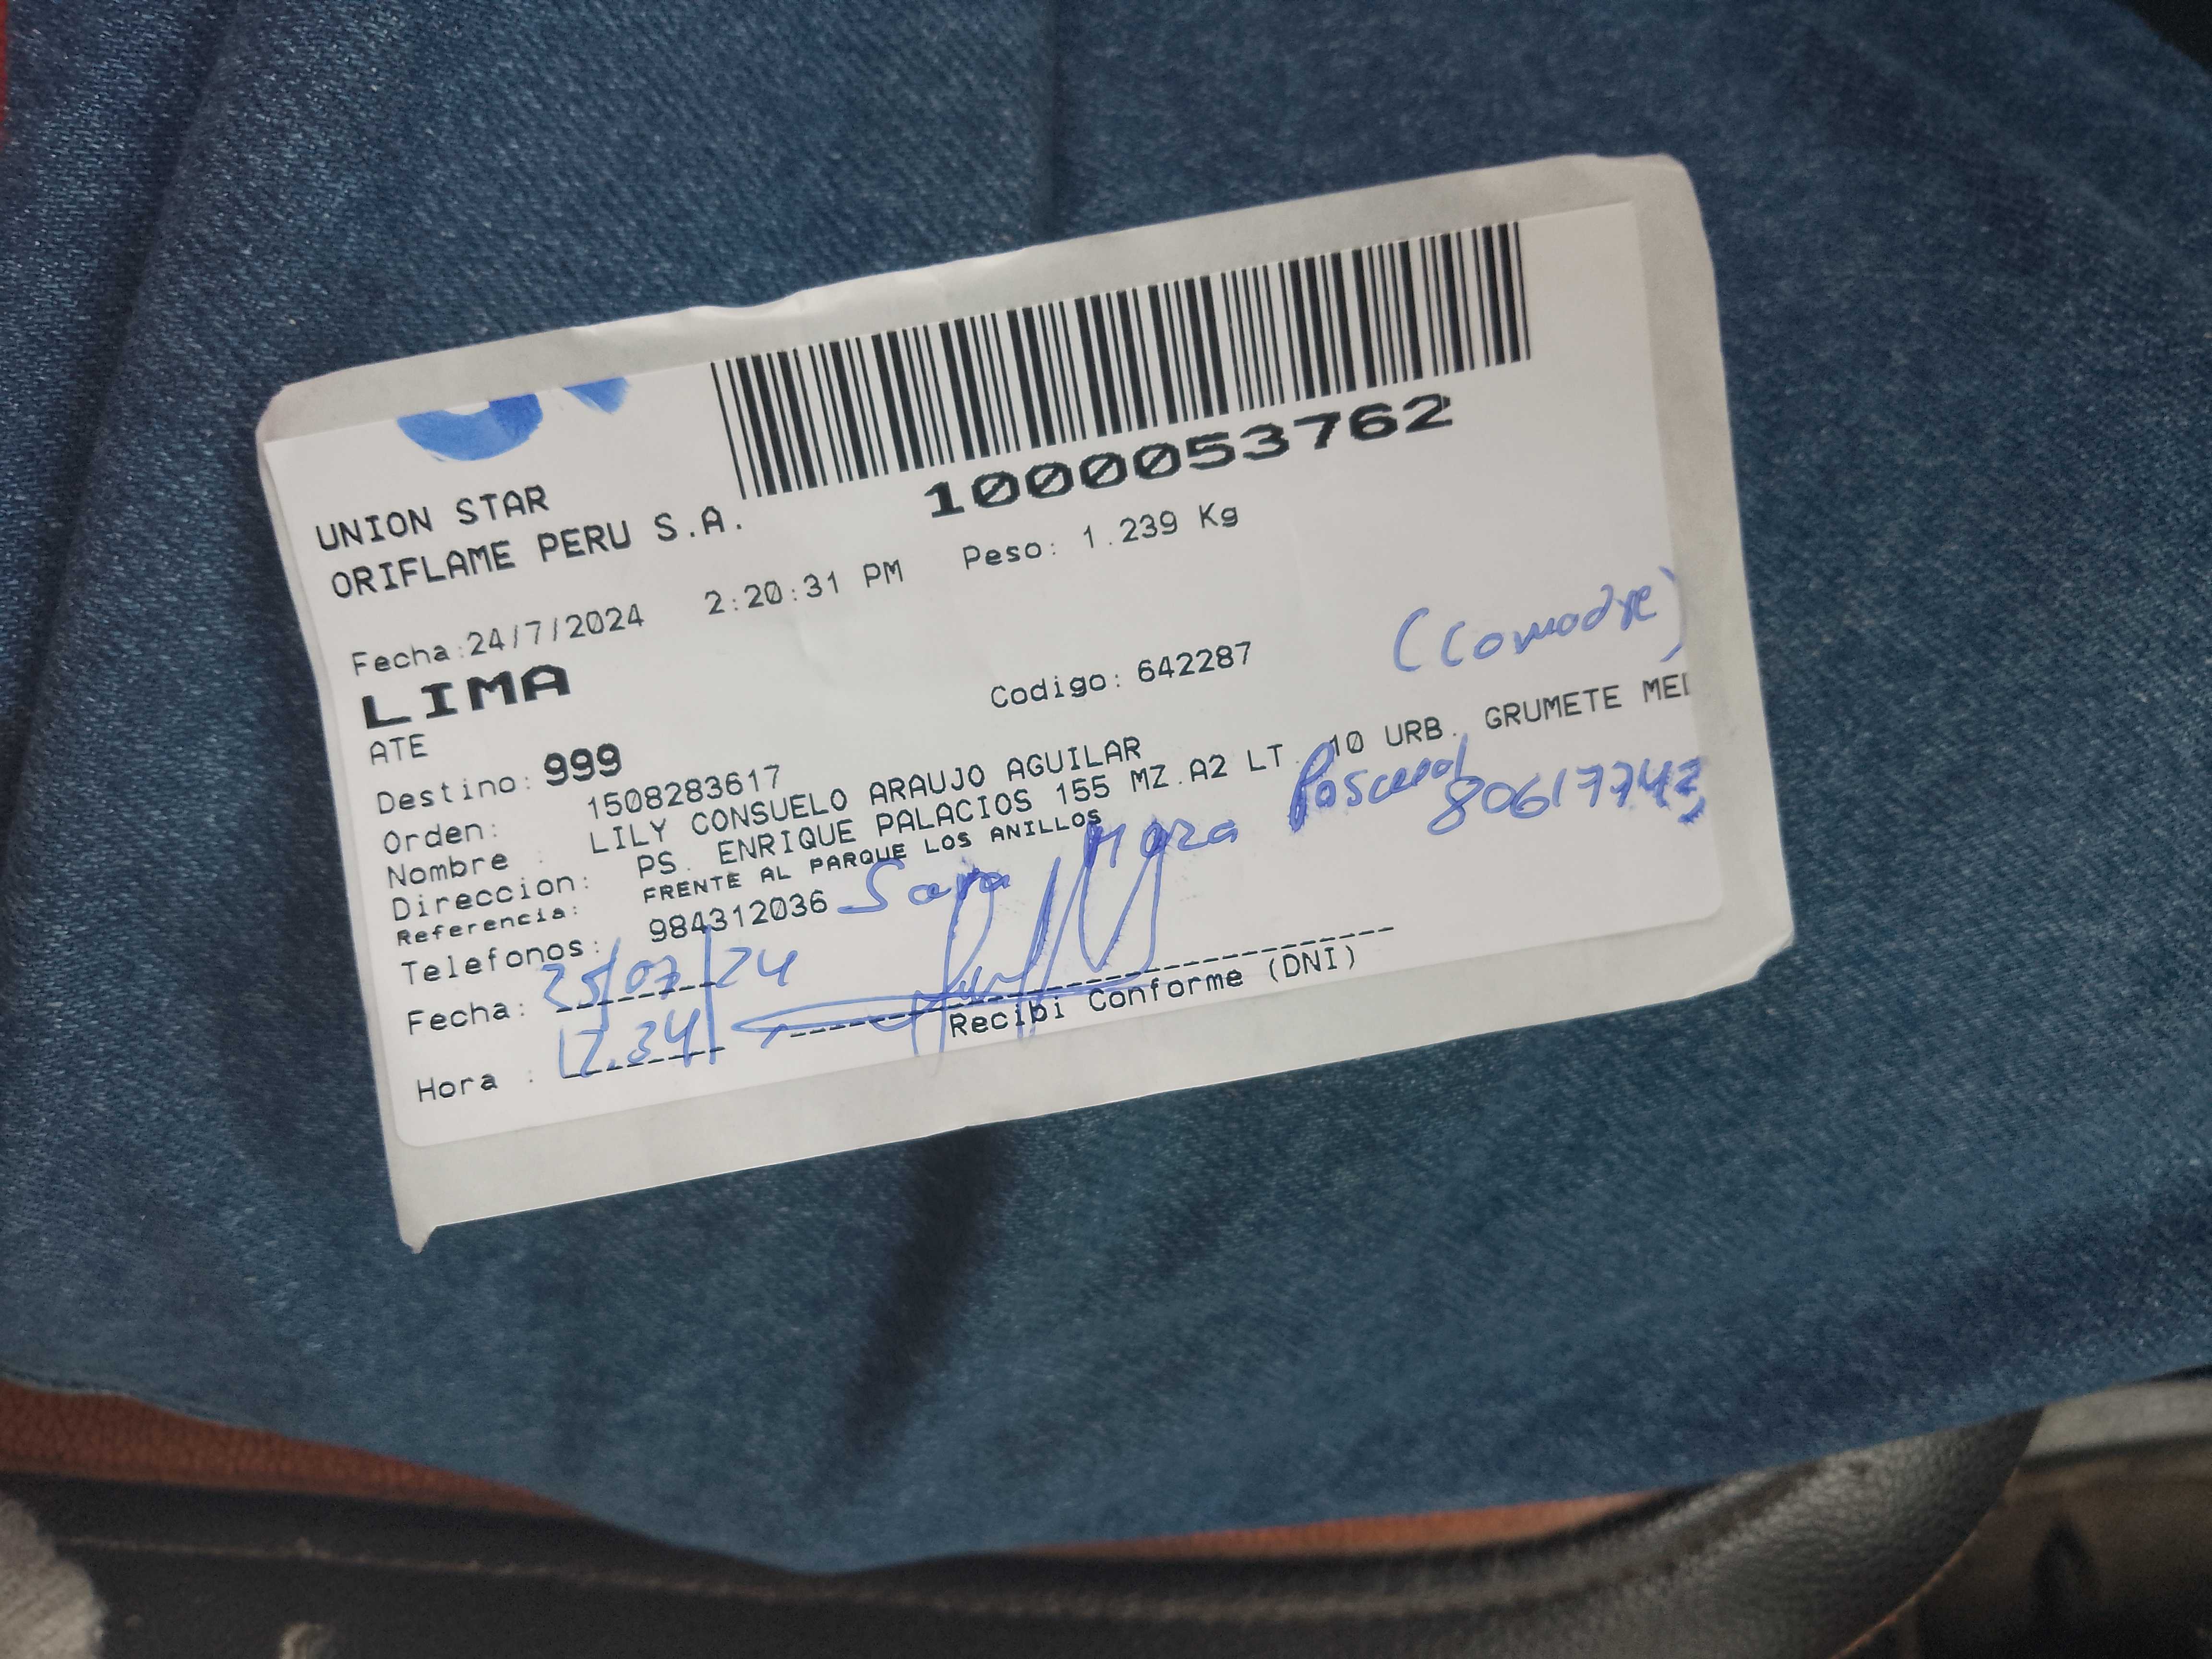 1000053762
UNION STAR
ORIFLAME PERU S.A.
Fecha:24/7/2024 2:20:31 PM Peso: 1.239 Kg
LIMA
ATE Codigo: 642287 (Comadre)
Destino: 999
Orden: 1508283617
Nombre : LILY CONSUELO ARAUJO AGUILAR
Direccion: PS. ENRIQUE PALACIOS 155 MZ.A2 LT. 10 URB. GRUMETE MED
Referencia: FRENTE AL PARQUE LOS ANILLOS
Telefonos: 984312036 Sara Maza Pascual 80617743
Fecha: 25/07/24
Hora : 12.34
Recibi Conforme (DNI)